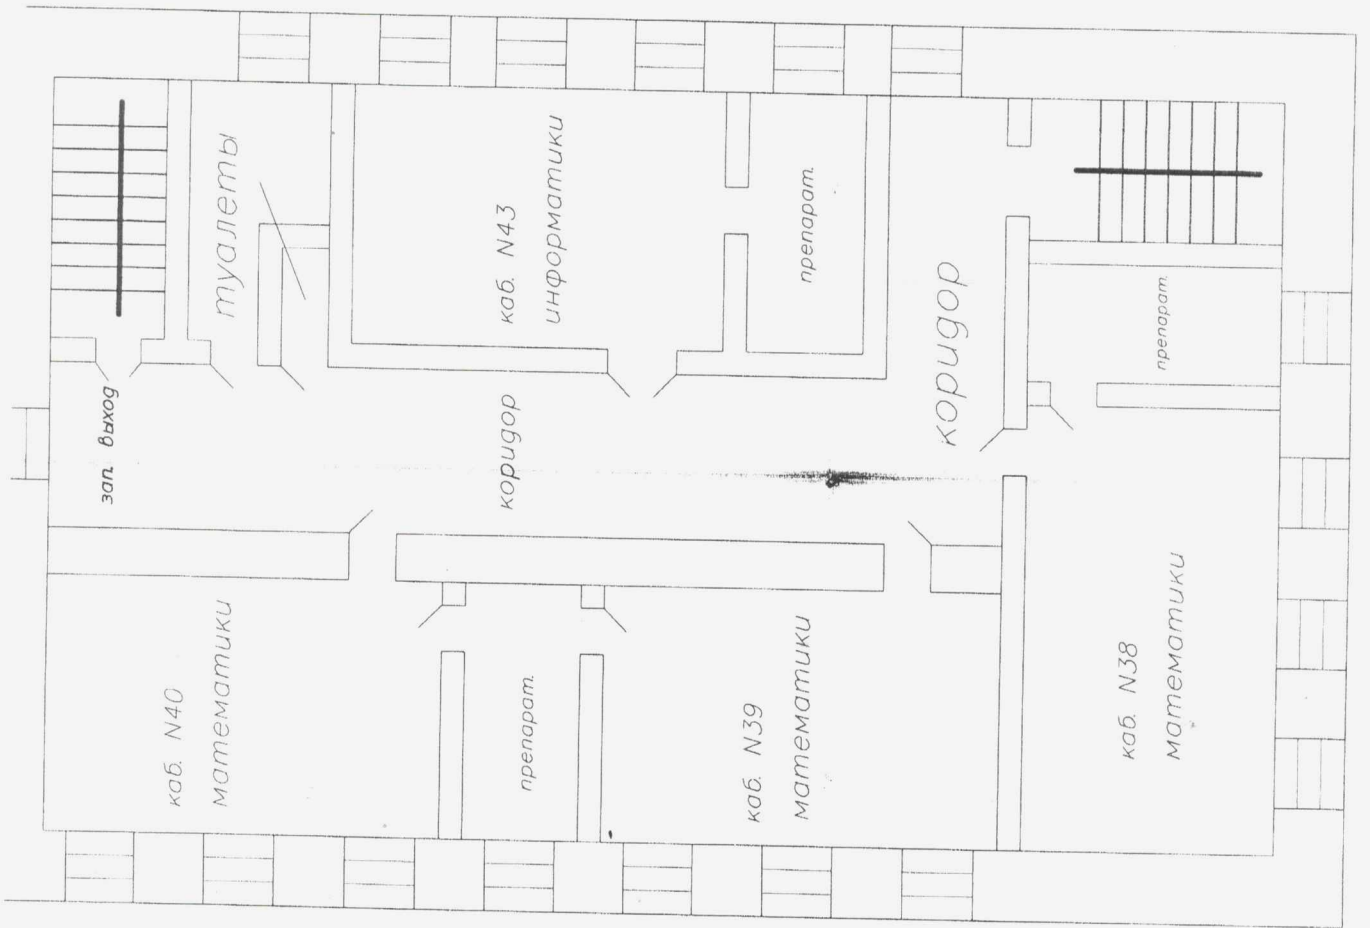 зап. выход
туалеты
каб. N43
информатики
препарат.
коридор
коридор
препарат.
каб. N40
математики
препарат.
каб. N39
математики
каб. N38
математики